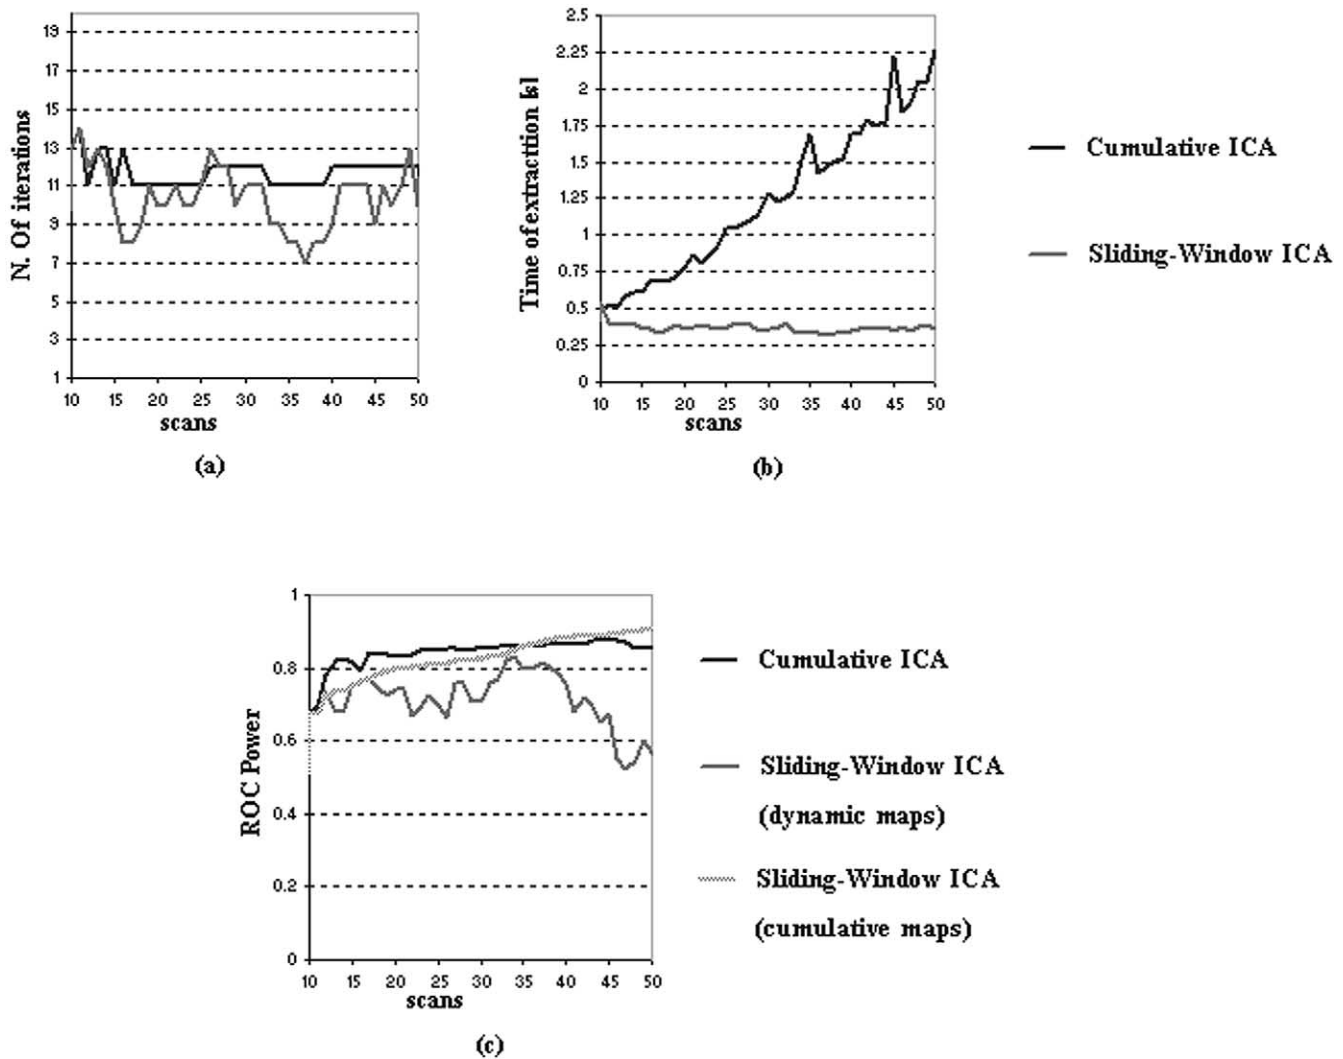 19
17
15
13
11
9
7
5
3
1
N. Of iterations
10 15 20 25 30 35 40 45 50
scans
(a)
2.5
2.25
2
1.75
1.5
1.25
1
0.75
0.5
0.25
0
Time of extraction [s]
10 15 20 25 30 35 40 45 50
scans
(b)
Cumulative ICA
Sliding-Window ICA
1
0.8
0.6
0.4
0.2
0
ROC Power
10 15 20 25 30 35 40 45 50
scans
(c)
Cumulative ICA
Sliding-Window ICA
(dynamic maps)
Sliding-Window ICA
(cumulative maps)